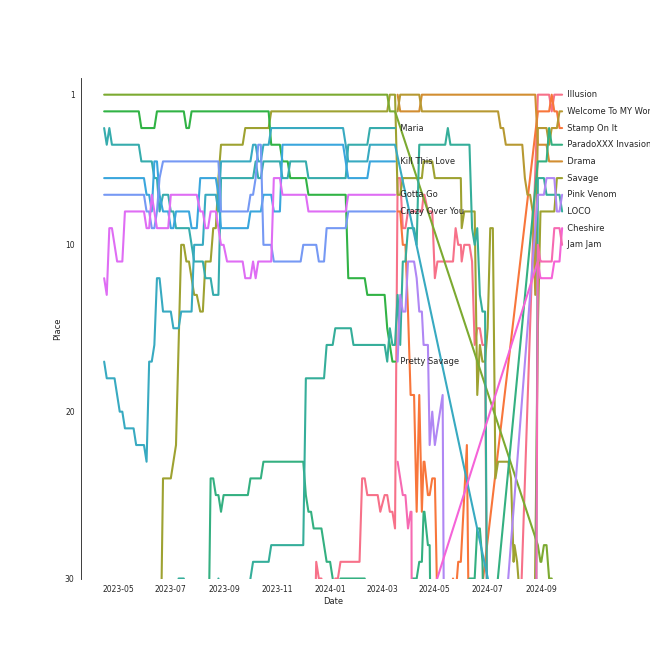 1
10
20
30
Place
2023-05
2023-07
2023-09
2023-11
2024-01
2024-03
2024-05
2024-07
2024-09
Date
Illusion
Welcome To MY Wor
Stamp On It
ParadoXXX Invasion
Drama
Savage
Pink Venom
LOCO
Cheshire
Jam Jam
Maria
Kill This Love
Gotta Go
Crazy Over You
Pretty Savage